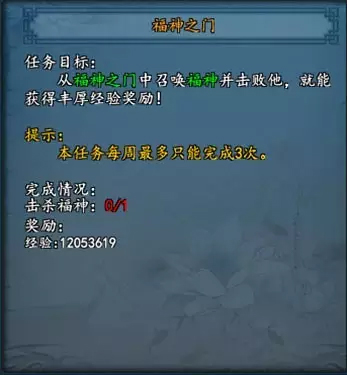 福神之门
任务目标：
从福神之门中召唤福神并击败他，就能
获得丰厚经验奖励！
提示：
本任务每周最多只能完成3次。
完成情况：
击杀福神：0/1
奖励：
经验:12053619